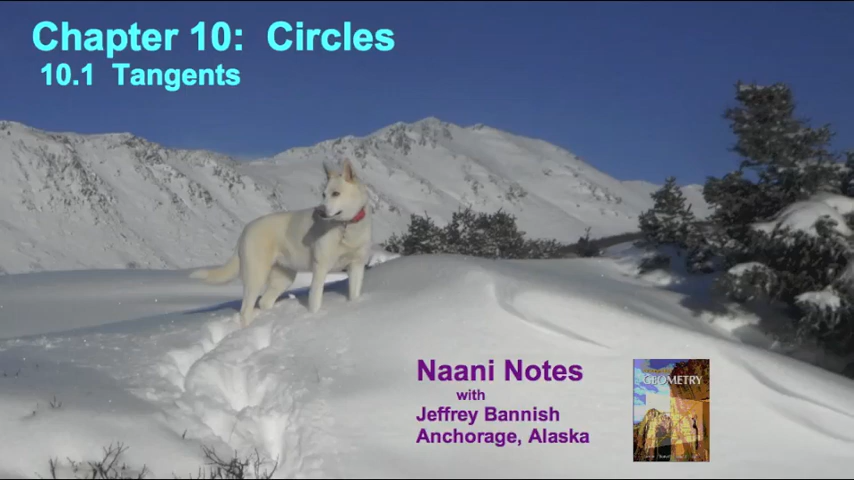 Chapter 10: Circles
10.1 Tangents
Naani Notes
with
Jeffrey Bannish
Anchorage, Alaska
GEOMETRY